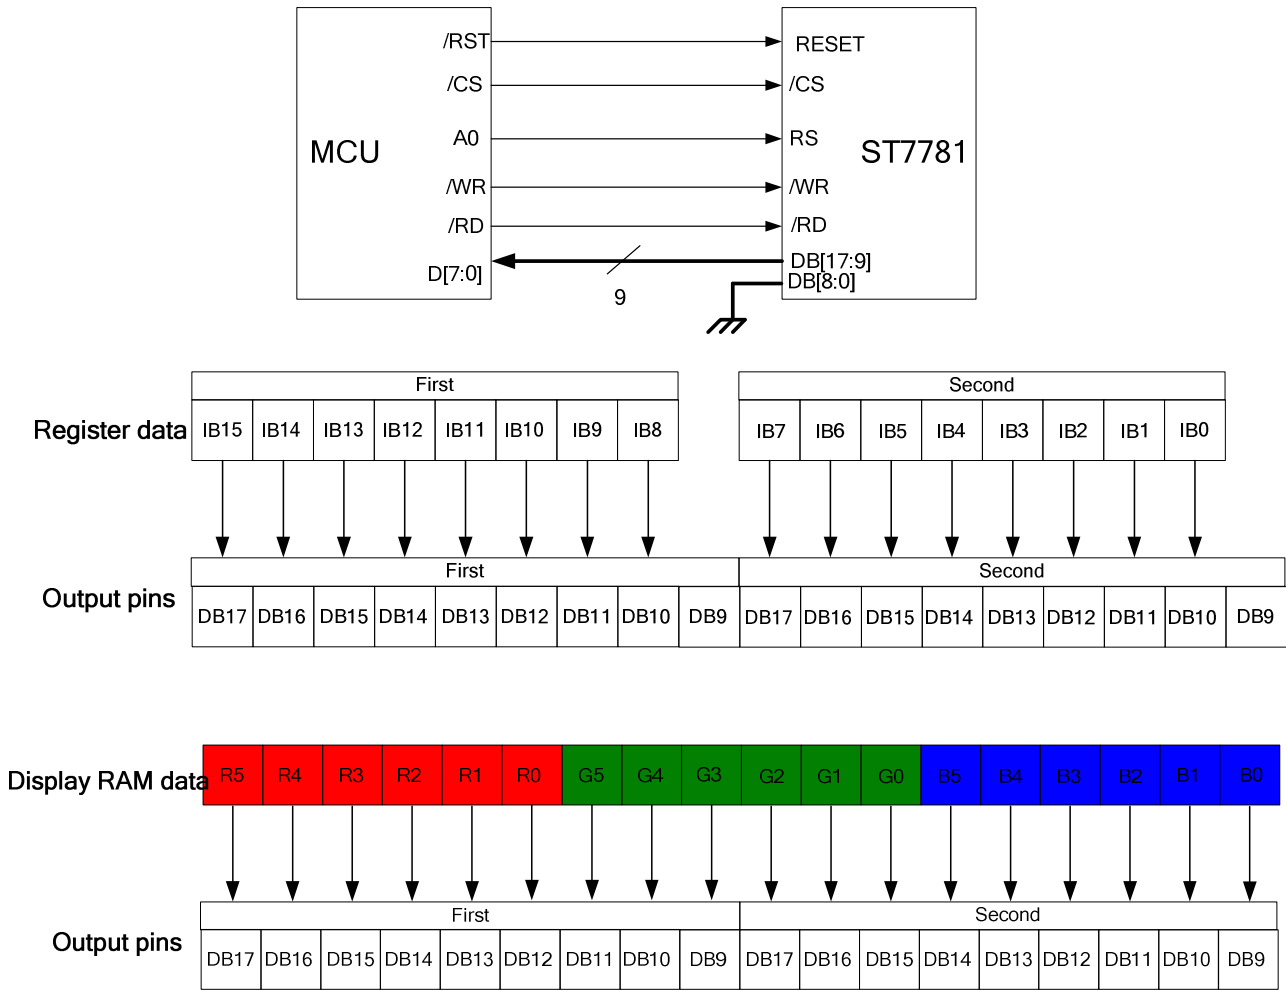 /RST RESET
/CS /CS
A0 RS
MCU ST7781
/WR /WR
/RD /RD
D[7:0] DB[17:9]
DB[8:0]
9
First Second
Register data IB15 IB14 IB13 IB12 IB11 IB10 IB9 IB8 IB7 IB6 IB5 IB4 IB3 IB2 IB1 IB0
First Second
Output pins DB17 DB16 DB15 DB14 DB13 DB12 DB11 DB10 DB9 DB17 DB16 DB15 DB14 DB13 DB12 DB11 DB10 DB9
Display RAM data R5 R4 R3 R2 R1 R0 G5 G4 G3 G2 G1 G0 B5 B4 B3 B2 B1 B0
First Second
Output pins DB17 DB16 DB15 DB14 DB13 DB12 DB11 DB10 DB9 DB17 DB16 DB15 DB14 DB13 DB12 DB11 DB10 DB9